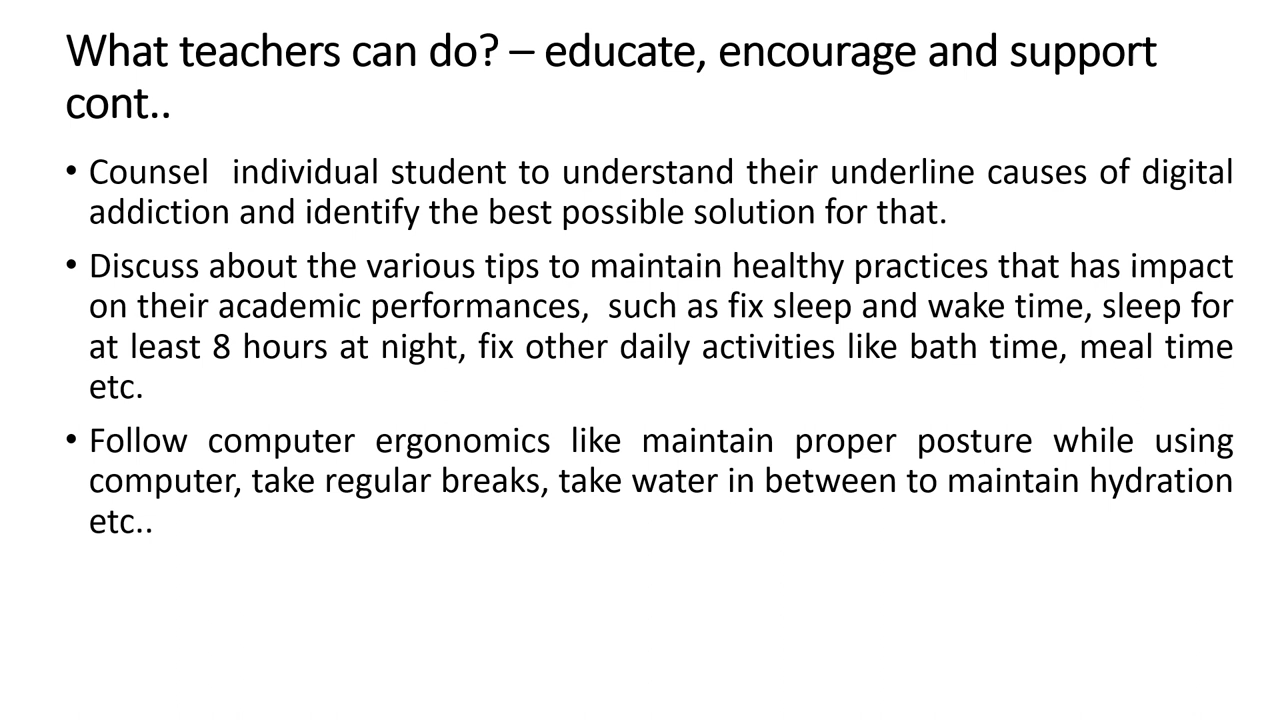 What teachers can do? – educate, encourage and support
cont..
• Counsel  individual student to understand their underline causes of digital
addiction and identify the best possible solution for that.
• Discuss about the various tips to maintain healthy practices that has impact
on their academic performances,  such as fix sleep and wake time, sleep for
at least 8 hours at night, fix other daily activities like bath time, meal time
etc.
• Follow computer ergonomics like maintain proper posture while using
computer, take regular breaks, take water in between to maintain hydration
etc..